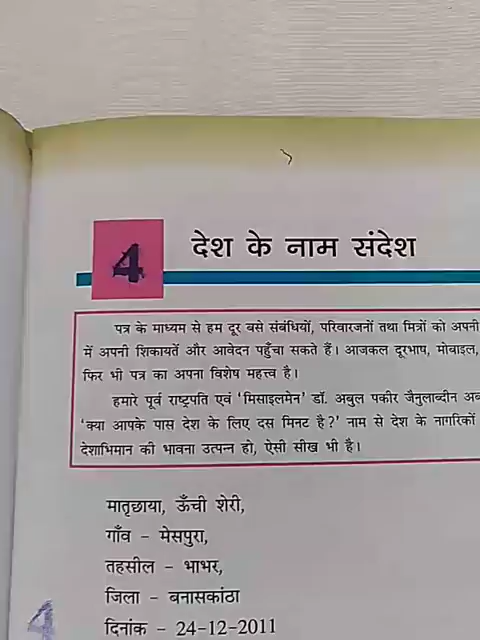 4
देश के नाम संदेश
पत्र के माध्यम से हम दूर बसे संबंधियों, परिवारजनों तथा मित्रों को अपनी
में अपनी शिकायतें और आवेदन पहुँचा सकते हैं। आजकल दूरभाष, मोबाइल,
फिर भी पत्र का अपना विशेष महत्त्व है।
हमारे पूर्व राष्ट्रपति एवं 'मिसाइलमेन' डॉ. अबुल पकीर जैनुलाब्दीन अब
'क्या आपके पास देश के लिए दस मिनट है?' नाम से देश के नागरिकों
देशाभिमान की भावना उत्पन्न हो, ऐसी सीख भी है।
मातृछाया, ऊँची शेरी,
गाँव - मेसपुरा,
तहसील - भाभर,
जिला - बनासकांठा
4
दिनांक - 24-12-2011